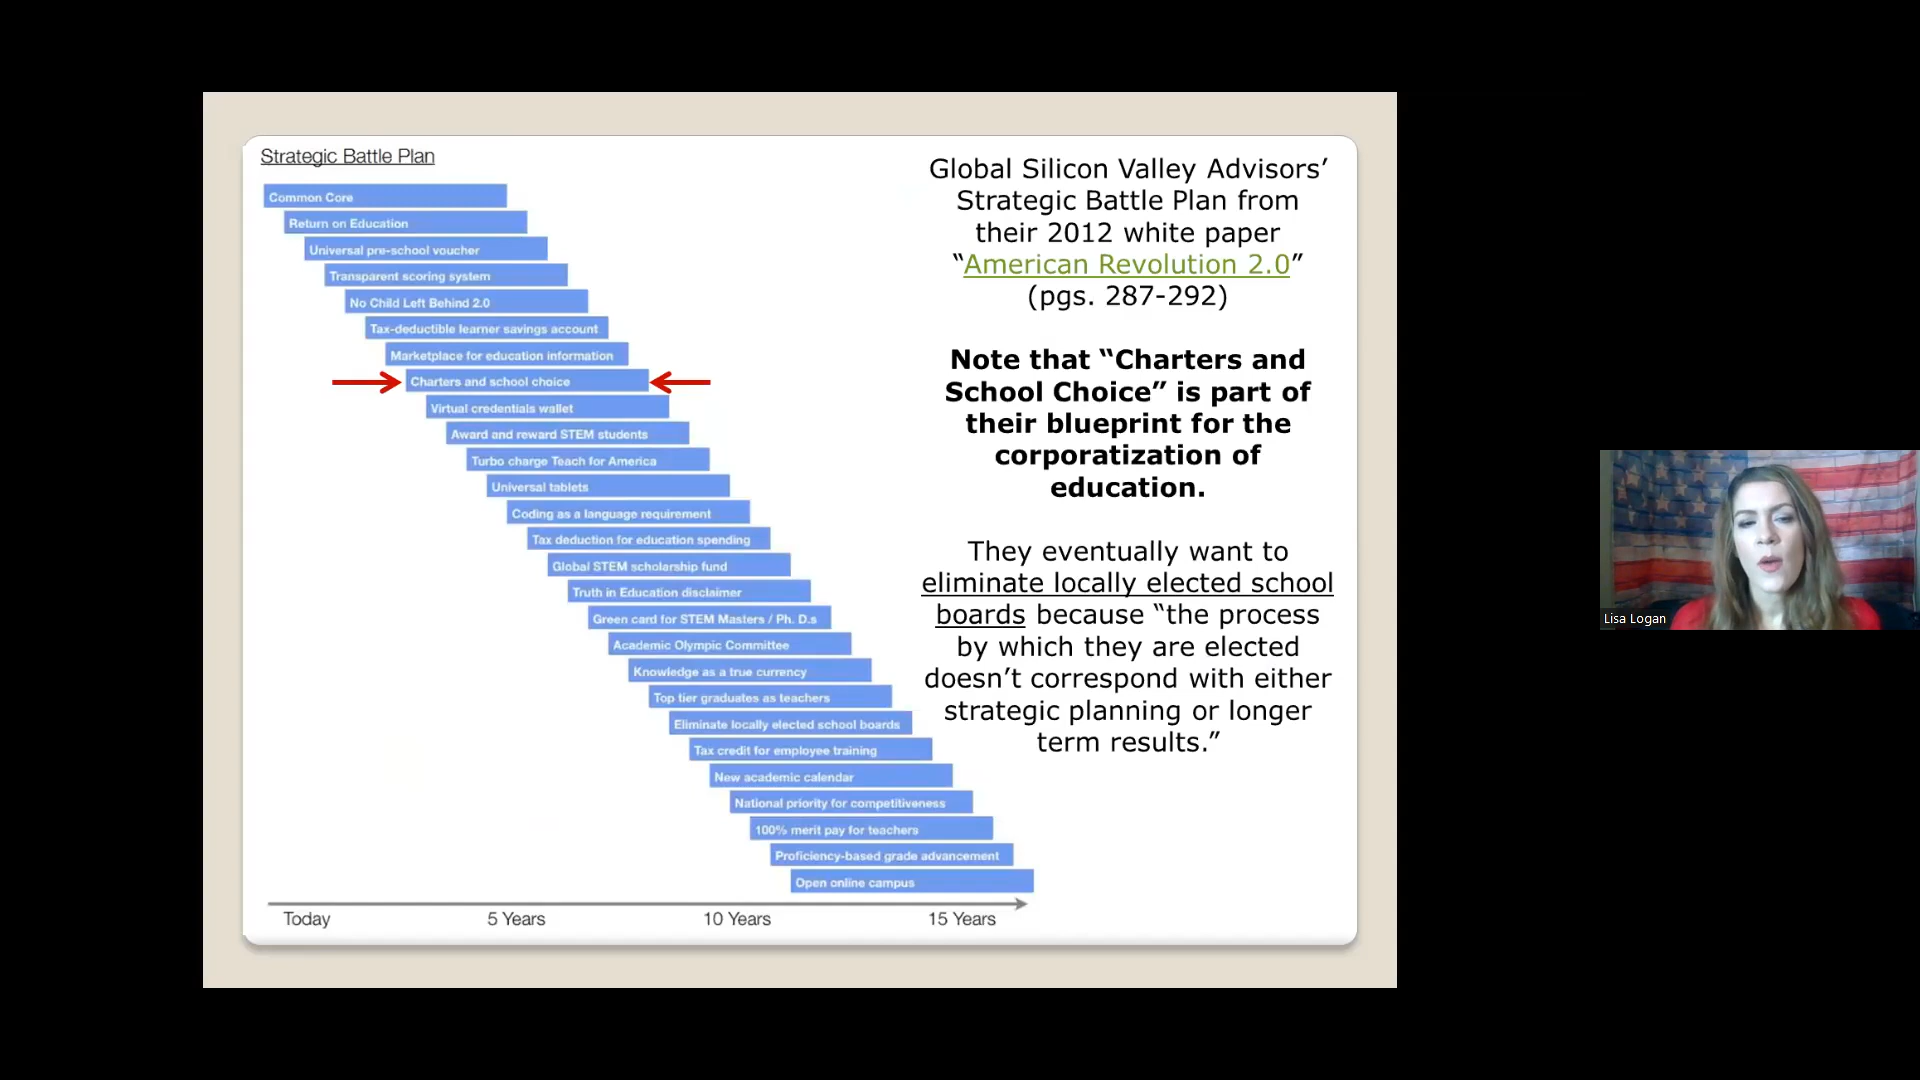 Strategic Battle Plan
Common Core
Return on Education
Universal pre-school voucher
Transparent scoring system
No Child Left Behind 2.0
Tax-deductible learner savings account
Marketplace for education information
Charters and school choice
Virtual credentials wallet
Award and reward STEM students
Turbo charge Teach for America
Universal tablets
Coding as a language requirement
Tax deduction for education spending
Global STEM scholarship fund
Truth in Education disclaimer
Green card for STEM Masters / Ph. D.s
Academic Olympic Committee
Knowledge as a true currency
Top tier graduates as teachers
Eliminate locally elected school boards
Tax credit for employee training
New academic calendar
National priority for competitiveness
100% merit pay for teachers
Proficiency-based grade advancement
Open online campus
Today 5 Years 10 Years 15 Years
Global Silicon Valley Advisors’
Strategic Battle Plan from
their 2012 white paper
“American Revolution 2.0”
(pgs. 287-292)
Note that “Charters and
School Choice” is part of
their blueprint for the
corporatization of
education.
They eventually want to
eliminate locally elected school
boards because “the process
by which they are elected
doesn’t correspond with either
strategic planning or longer
term results.”
Lisa Logan